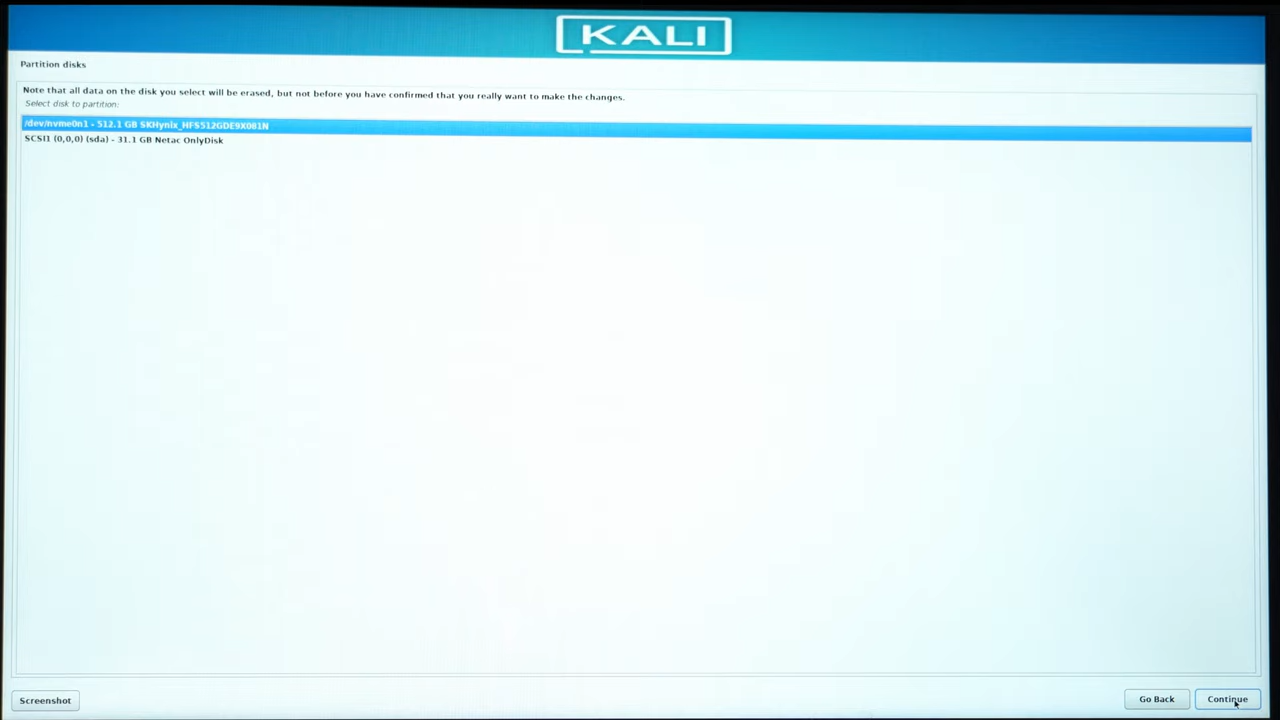 KALI
Partition disks
Note that all data on the disk you select will be erased, but not before you have confirmed that you really want to make the changes.
Select disk to partition:
/dev/nvme0n1 - 512.1 GB SKHynix_HFS512GDE9X081N
SCSI1 (0,0,0) (sda) - 31.1 GB Netac OnlyDisk
Screenshot
Go Back
Continue